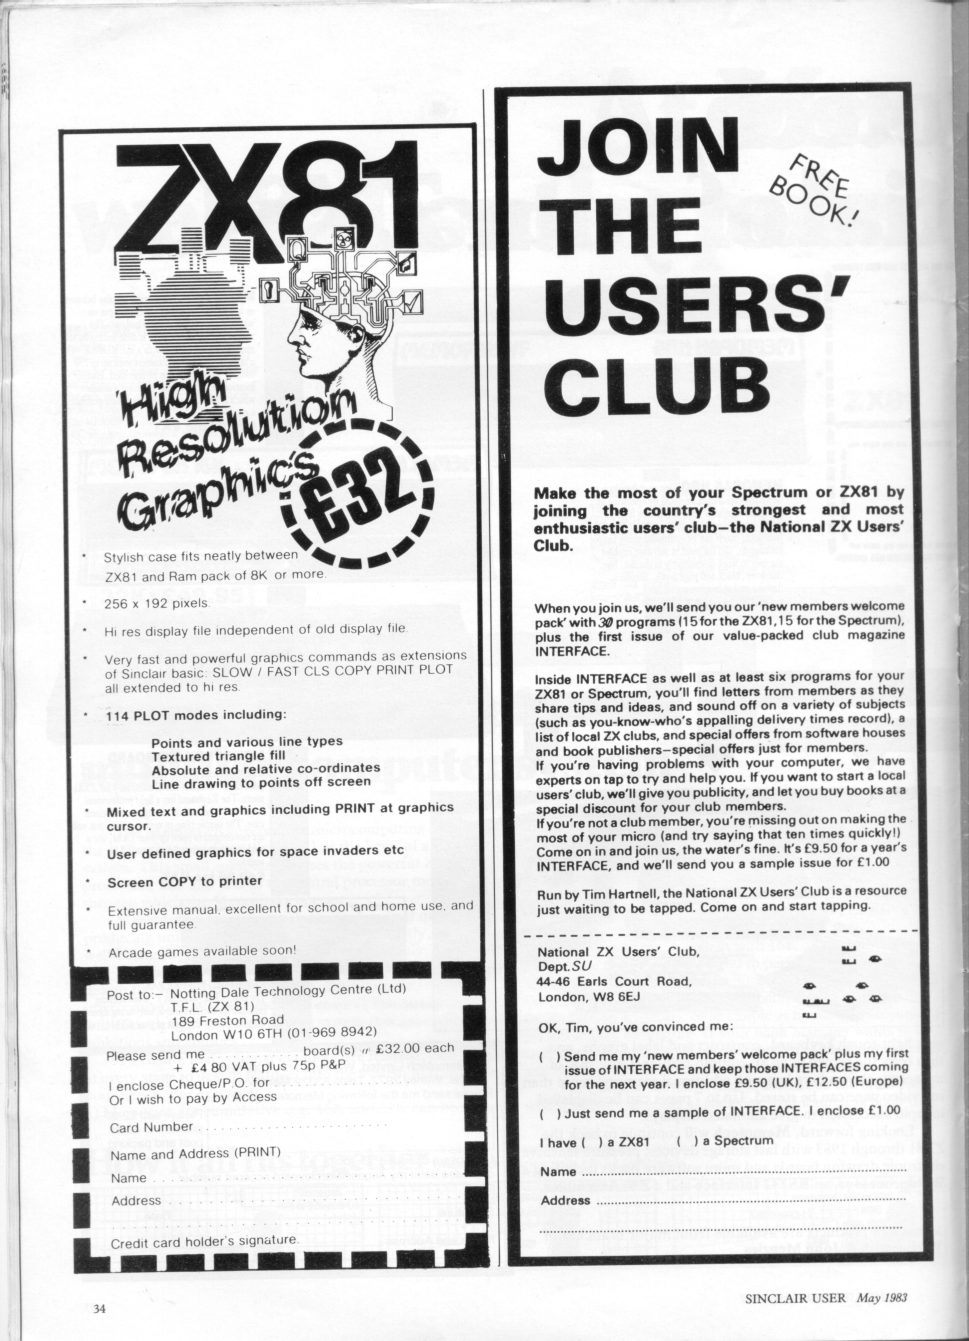 ZX81
High
Resolution
Graphics
£32
* Stylish case fits neatly between
ZX81 and Ram pack of 8K or more.
* 256 x 192 pixels.
* Hi res display file independent of old display file.
* Very fast and powerful graphics commands as extensions
of Sinclair basic: SLOW / FAST CLS COPY PRINT PLOT
all extended to hi res.
* 114 PLOT modes including:
Points and various line types
Textured triangle fill
Absolute and relative co-ordinates
Line drawing to points off screen
* Mixed text and graphics including PRINT at graphics
cursor.
* User defined graphics for space invaders etc
* Screen COPY to printer
* Extensive manual, excellent for school and home use, and
full guarantee.
* Arcade games available soon!
Post to:– Notting Dale Technology Centre (Ltd)
T.F.L. (ZX 81)
189 Freston Road
London W10 6TH (01-969 8942)
Please send me . . . . . . . . . . . board(s) @ £32.00 each
+ £4.80 VAT plus 75p P&P
I enclose Cheque/P.O. for . . . . . . . . . . . . . . . . .
Or I wish to pay by Access
Card Number . . . . . . . . . . . . . . . . . . . . . . .
Name and Address (PRINT)
Name . . . . . . . . . . . . . . . . . . . . . . . . . . . .
Address . . . . . . . . . . . . . . . . . . . . . . . . . . .
Credit card holder's signature.
JOIN
THE
USERS'
CLUB
FREE
BOOK!
Make the most of your Spectrum or ZX81 by
joining the country's strongest and most
enthusiastic users' club—the National ZX Users'
Club.
When you join us, we'll send you our 'new members welcome
pack' with 30 programs (15 for the ZX81, 15 for the Spectrum),
plus the first issue of our value-packed club magazine
INTERFACE.
Inside INTERFACE as well as at least six programs for your
ZX81 or Spectrum, you'll find letters from members as they
share tips and ideas, and sound off on a variety of subjects
(such as you-know-who's appalling delivery times record), a
list of local ZX clubs, and special offers from software houses
and book publishers—special offers just for members.
If you're having problems with your computer, we have
experts on tap to try and help you. If you want to start a local
users' club, we'll give you publicity, and let you buy books at a
special discount for your club members.
If you're not a club member, you're missing out on making the
most of your micro (and try saying that ten times quickly!)
Come on in and join us, the water's fine. It's £9.50 for a year's
INTERFACE, and we'll send you a sample issue for £1.00
Run by Tim Hartnell, the National ZX Users' Club is a resource
just waiting to be tapped. Come on and start tapping.
National ZX Users' Club,
Dept. SU
44-46 Earls Court Road,
London, W8 6EJ
OK, Tim, you've convinced me:
( ) Send me my 'new members' welcome pack' plus my first
issue of INTERFACE and keep those INTERFACES coming
for the next year. I enclose £9.50 (UK), £12.50 (Europe)
( ) Just send me a sample of INTERFACE. I enclose £1.00
I have ( ) a ZX81 ( ) a Spectrum
Name ........................................................................
Address ....................................................................
34
SINCLAIR USER May 1983